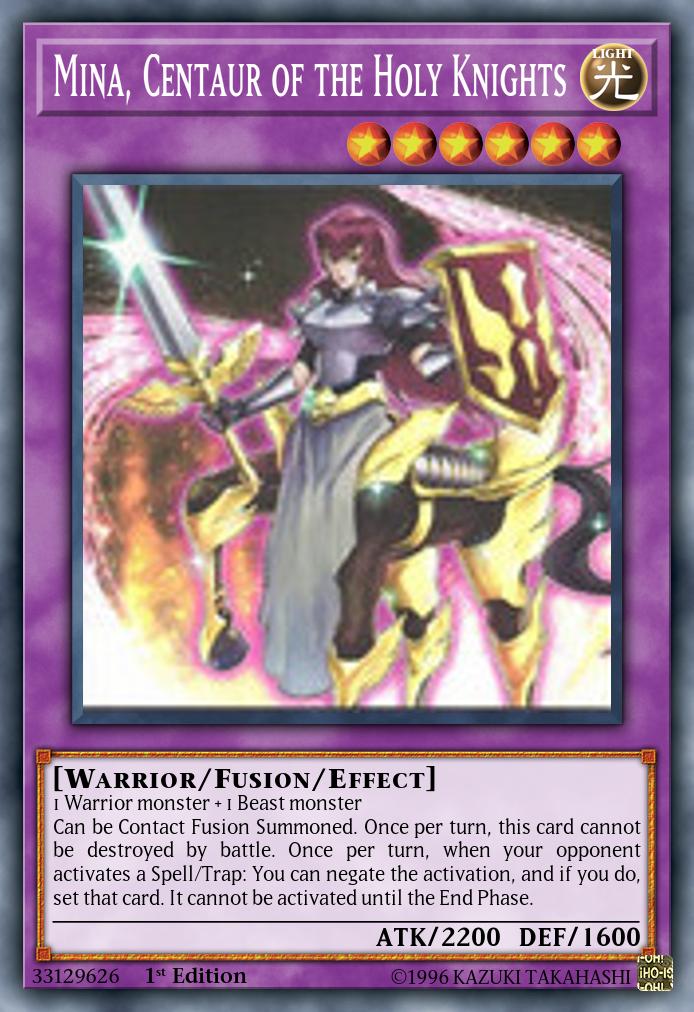 MINA, CENTAUR OF THE HOLY KNIGHTS
LIGHT
光
[WARRIOR/FUSION/EFFECT]
1 Warrior monster + 1 Beast monster
Can be Contact Fusion Summoned. Once per turn, this card cannot
be destroyed by battle. Once per turn, when your opponent
activates a Spell/Trap: You can negate the activation, and if you do,
set that card. It cannot be activated until the End Phase.
ATK/2200 DEF/1600
33129626 1st Edition ©1996 KAZUKI TAKAHASHI